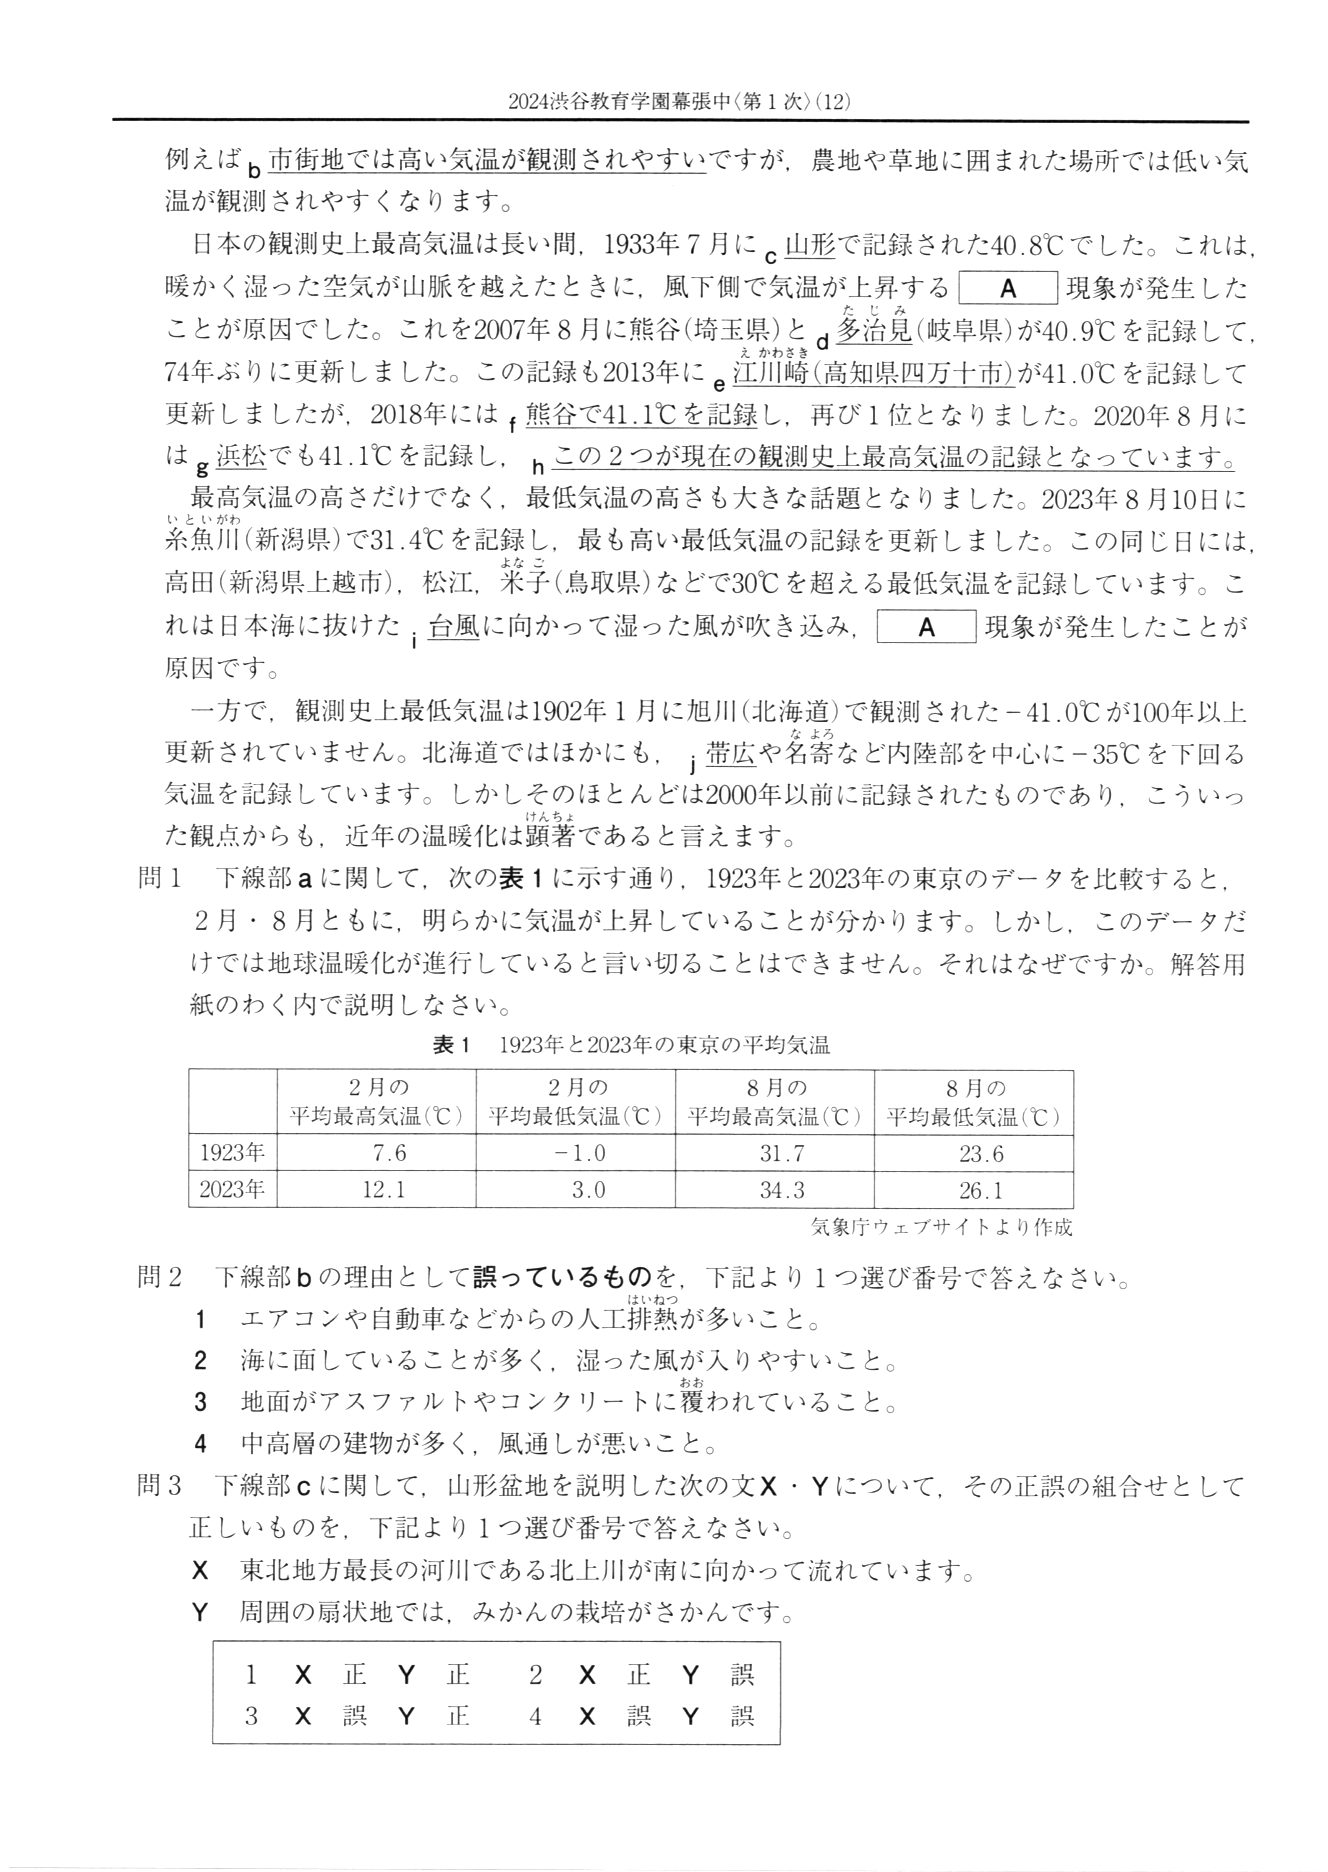 2024渋谷教育学園幕張中〈第１次〉(12)
例えばb市街地では高い気温が観測されやすいですが，農地や草地に囲まれた場所では低い気
温が観測されやすくなります。
日本の観測史上最高気温は長い間，1933年７月にc山形で記録された40.8℃でした。これは，
暖かく湿った空気が山脈を越えたときに，風下側で気温が上昇する A 現象が発生した
ことが原因でした。これを2007年８月に熊谷(埼玉県)とd多治見(岐阜県)が40.9℃を記録して，
74年ぶりに更新しました。この記録も2013年にe江川崎(高知県四万十市)が41.0℃を記録して
更新しましたが，2018年にはf熊谷で41.1℃を記録し，再び１位となりました。2020年８月に
はg浜松でも41.1℃を記録し，hこの２つが現在の観測史上最高気温の記録となっています。
最高気温の高さだけでなく，最低気温の高さも大きな話題となりました。2023年８月10日に
糸魚川(新潟県)で31.4℃を記録し，最も高い最低気温の記録を更新しました。この同じ日には，
高田(新潟県上越市)，松江，米子(鳥取県)などで30℃を超える最低気温を記録しています。こ
れは日本海に抜けたi台風に向かって湿った風が吹き込み， A 現象が発生したことが
原因です。
一方で，観測史上最低気温は1902年１月に旭川(北海道)で観測された－41.0℃が100年以上
更新されていません。北海道ではほかにも，j帯広や名寄など内陸部を中心に－35℃を下回る
気温を記録しています。しかしそのほとんどは2000年以前に記録されたものであり，こういっ
た観点からも，近年の温暖化は顕著であると言えます。
問１　下線部aに関して，次の表１に示す通り，1923年と2023年の東京のデータを比較すると，
２月・８月ともに，明らかに気温が上昇していることが分かります。しかし，このデータだ
けでは地球温暖化が進行していると言い切ることはできません。それはなぜですか。解答用
紙のわく内で説明しなさい。
表１　1923年と2023年の東京の平均気温
２月の平均最高気温(℃)　２月の平均最低気温(℃)　８月の平均最高気温(℃)　８月の平均最低気温(℃)
1923年　7.6　－1.0　31.7　23.6
2023年　12.1　3.0　34.3　26.1
気象庁ウェブサイトより作成
問２　下線部bの理由として誤っているものを，下記より１つ選び番号で答えなさい。
1　エアコンや自動車などからの人工排熱が多いこと。
2　海に面していることが多く，湿った風が入りやすいこと。
3　地面がアスファルトやコンクリートに覆われていること。
4　中高層の建物が多く，風通しが悪いこと。
問３　下線部cに関して，山形盆地を説明した次の文X・Yについて，その正誤の組合せとして
正しいものを，下記より１つ選び番号で答えなさい。
X　東北地方最長の河川である北上川が南に向かって流れています。
Y　周囲の扇状地では，みかんの栽培がさかんです。
1　X　正　Y　正　　2　X　正　Y　誤
3　X　誤　Y　正　　4　X　誤　Y　誤